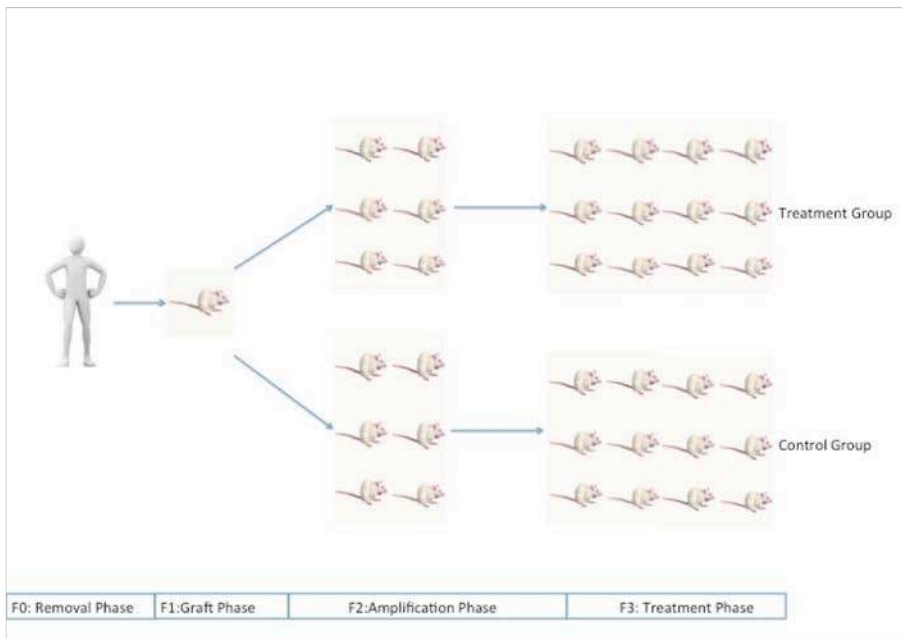 Treatment Group
Control Group
F0: Removal Phase
F1:Graft Phase
F2:Amplification Phase
F3: Treatment Phase